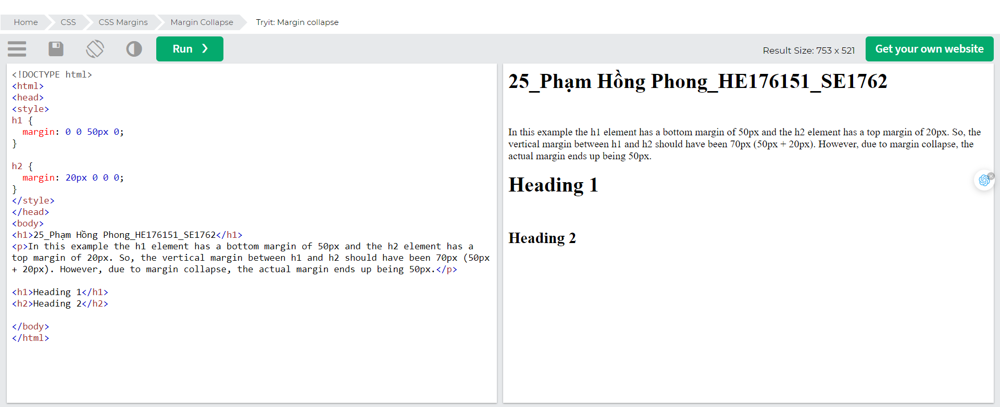 Home CSS CSS Margins Margin Collapse Tryit: Margin collapse
Run ❯ Result Size: 753 x 521 Get your own website
<!DOCTYPE html>
<html>
<head>
<style>
h1 {
  margin: 0 0 50px 0;
}

h2 {
  margin: 20px 0 0 0;
}
</style>
</head>
<body>
<h1>25_Phạm Hồng Phong_HE176151_SE1762</h1>
<p>In this example the h1 element has a bottom margin of 50px and the h2 element has a
top margin of 20px. So, the vertical margin between h1 and h2 should have been 70px (50px
+ 20px). However, due to margin collapse, the actual margin ends up being 50px.</p>

<h1>Heading 1</h1>
<h2>Heading 2</h2>

</body>
</html>
25_Phạm Hồng Phong_HE176151_SE1762
In this example the h1 element has a bottom margin of 50px and the h2 element has a top margin of 20px. So, the
vertical margin between h1 and h2 should have been 70px (50px + 20px). However, due to margin collapse, the
actual margin ends up being 50px.
Heading 1
Heading 2